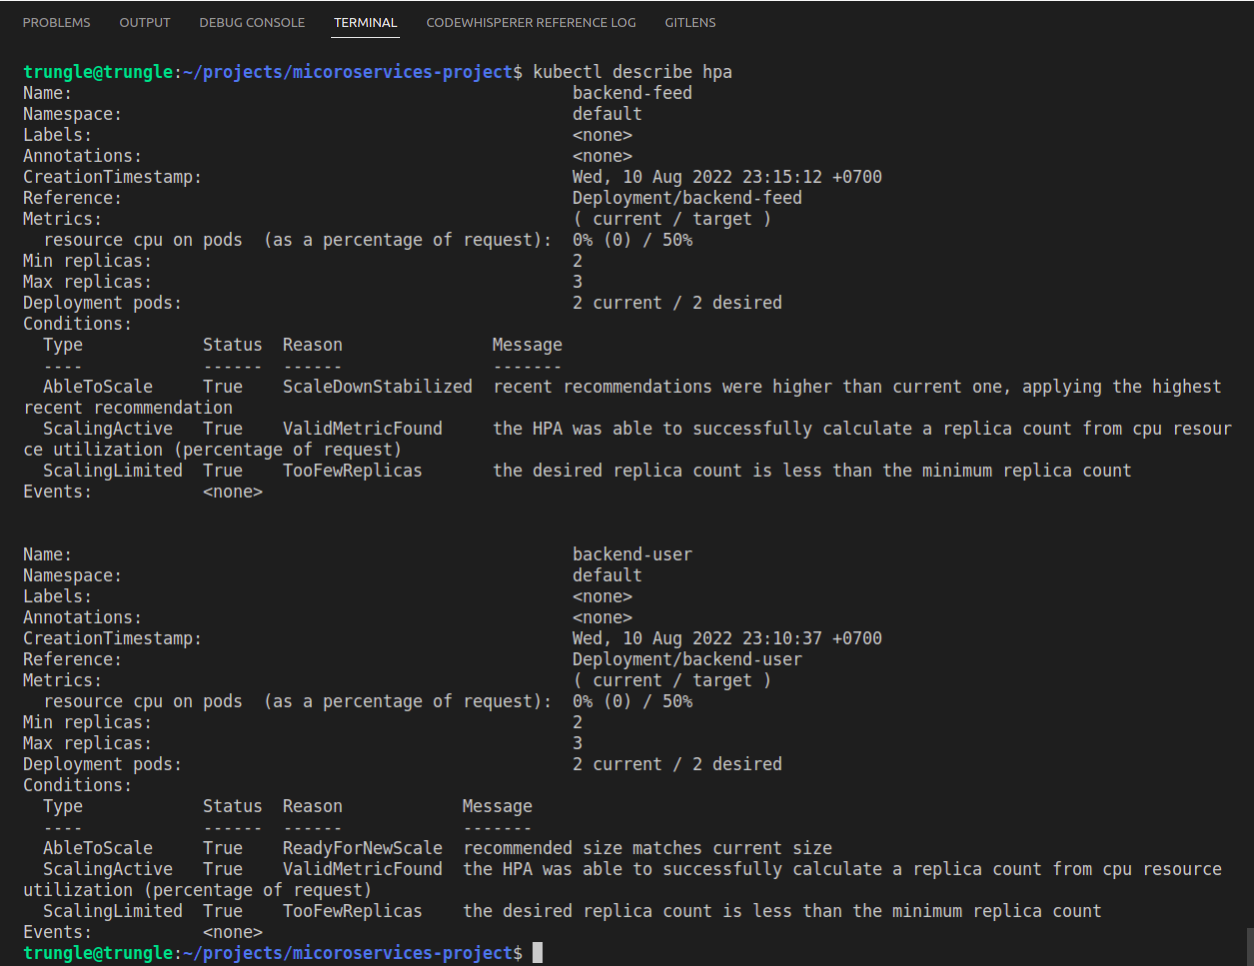 PROBLEMS OUTPUT DEBUG CONSOLE TERMINAL CODEWHISPERER REFERENCE LOG GITLENS
trungle@trungle:~/projects/micoroservices-project$ kubectl describe hpa
Name: backend-feed
Namespace: default
Labels: <none>
Annotations: <none>
CreationTimestamp: Wed, 10 Aug 2022 23:15:12 +0700
Reference: Deployment/backend-feed
Metrics: ( current / target )
  resource cpu on pods  (as a percentage of request): 0% (0) / 50%
Min replicas: 2
Max replicas: 3
Deployment pods: 2 current / 2 desired
Conditions:
  Type            Status  Reason               Message
  ----            ------  ------               -------
  AbleToScale     True    ScaleDownStabilized  recent recommendations were higher than current one, applying the highest
recent recommendation
  ScalingActive   True    ValidMetricFound     the HPA was able to successfully calculate a replica count from cpu resour
ce utilization (percentage of request)
  ScalingLimited  True    TooFewReplicas       the desired replica count is less than the minimum replica count
Events:           <none>
Name: backend-user
Namespace: default
Labels: <none>
Annotations: <none>
CreationTimestamp: Wed, 10 Aug 2022 23:10:37 +0700
Reference: Deployment/backend-user
Metrics: ( current / target )
  resource cpu on pods  (as a percentage of request): 0% (0) / 50%
Min replicas: 2
Max replicas: 3
Deployment pods: 2 current / 2 desired
Conditions:
  Type            Status  Reason            Message
  ----            ------  ------            -------
  AbleToScale     True    ReadyForNewScale  recommended size matches current size
  ScalingActive   True    ValidMetricFound  the HPA was able to successfully calculate a replica count from cpu resource
utilization (percentage of request)
  ScalingLimited  True    TooFewReplicas    the desired replica count is less than the minimum replica count
Events:           <none>
trungle@trungle:~/projects/micoroservices-project$